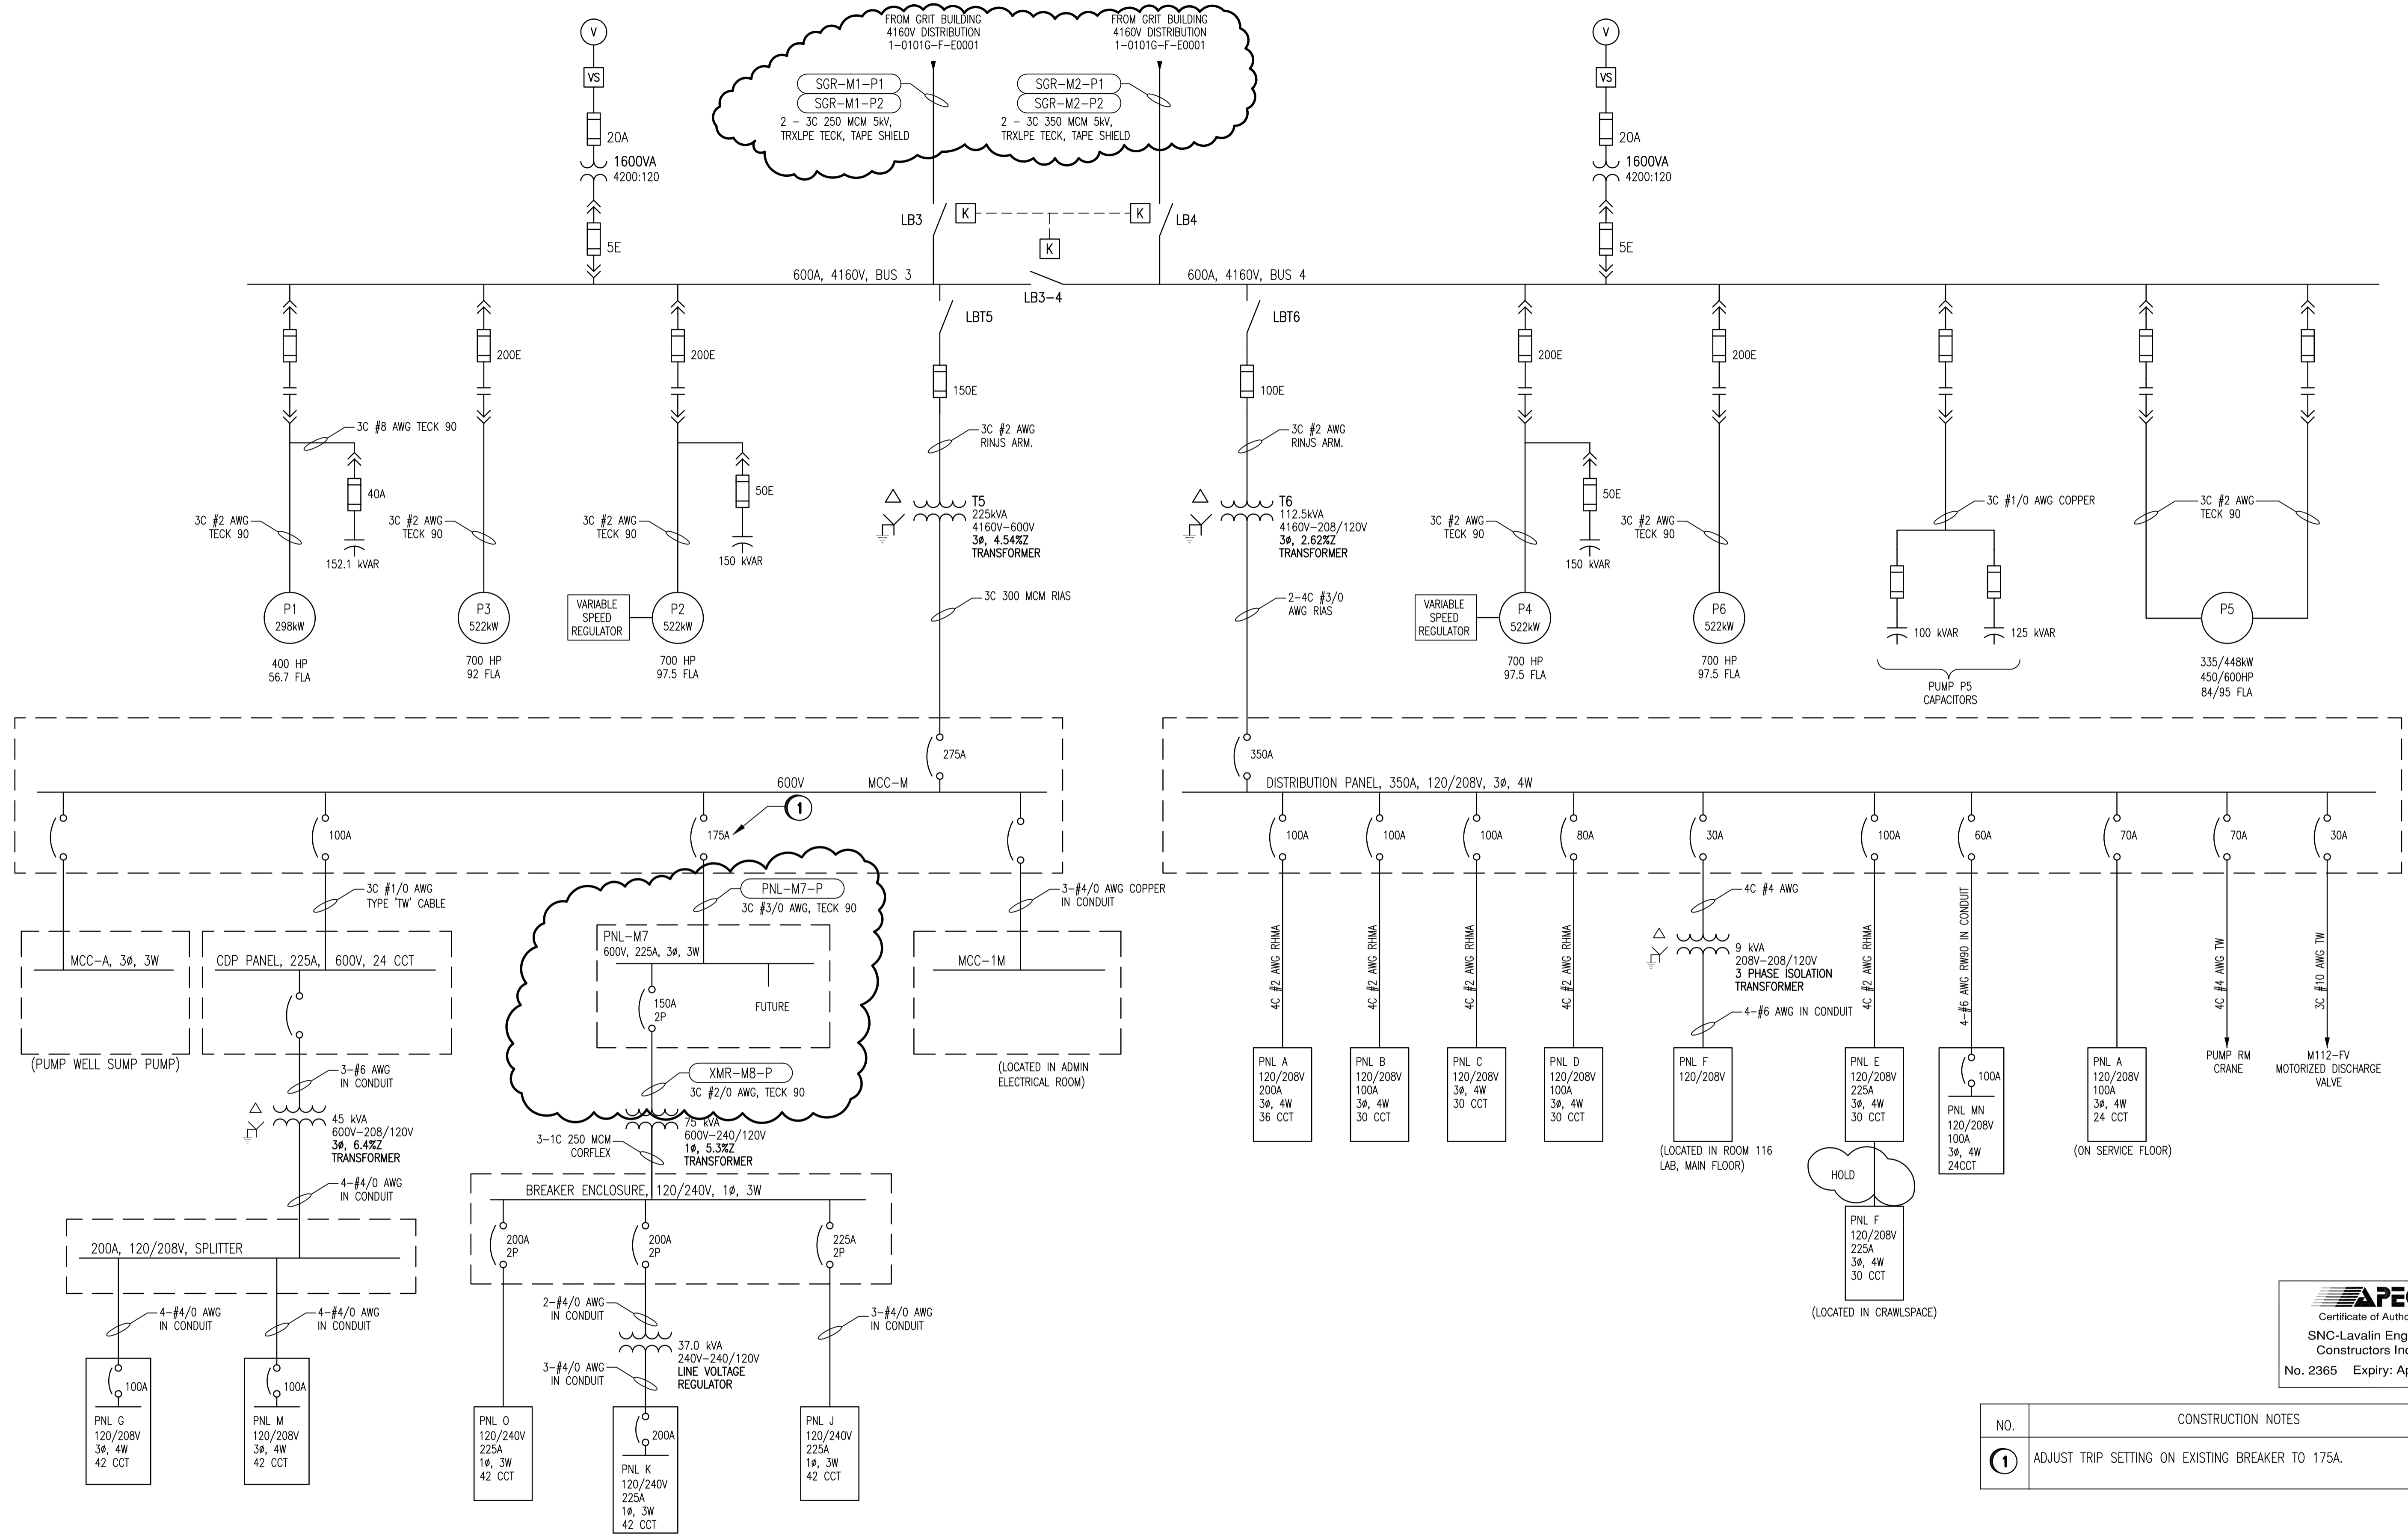 FROM GRIT BUILDING
4160V DISTRIBUTION
1-0101G-F-E0001
FROM GRIT BUILDING
4160V DISTRIBUTION
1-0101G-F-E0001
SGR-M1-P1
SGR-M1-P2
2 - 3C 250 MCM 5kV,
TRXLPE TECK, TAPE SHIELD
SGR-M2-P1
SGR-M2-P2
2 - 3C 350 MCM 5kV,
TRXLPE TECK, TAPE SHIELD
V
VS
20A
1600VA
4200:120
5E
V
VS
20A
1600VA
4200:120
5E
LB3
K
K
K
LB4
600A, 4160V, BUS 3
LB3-4
600A, 4160V, BUS 4
3C #8 AWG TECK 90
40A
3C #2 AWG
TECK 90
152.1 kVAR
P1
298kW
400 HP
56.7 FLA
200E
3C #2 AWG
TECK 90
P3
522kW
700 HP
92 FLA
200E
50E
3C #2 AWG
TECK 90
150 kVAR
VARIABLE
SPEED
REGULATOR
P2
522kW
700 HP
97.5 FLA
LBT5
150E
3C #2 AWG
RINJS ARM.
T5
225kVA
4160V-600V
3ø, 4.54%Z
TRANSFORMER
3C 300 MCM RIAS
LBT6
100E
3C #2 AWG
RINJS ARM.
T6
112.5kVA
4160V-208/120V
3ø, 2.62%Z
TRANSFORMER
2-4C #3/0
AWG RIAS
200E
50E
3C #2 AWG
TECK 90
150 kVAR
VARIABLE
SPEED
REGULATOR
P4
522kW
700 HP
97.5 FLA
200E
3C #2 AWG
TECK 90
P6
522kW
700 HP
97.5 FLA
3C #1/0 AWG COPPER
100 kVAR
125 kVAR
PUMP P5
CAPACITORS
3C #2 AWG
TECK 90
P5
335/448kW
450/600HP
84/95 FLA
275A
600V
MCC-M
100A
175A
1
350A
DISTRIBUTION PANEL, 350A, 120/208V, 3ø, 4W
100A
100A
100A
80A
30A
100A
60A
70A
70A
30A
3C #1/0 AWG
TYPE 'TW' CABLE
MCC-A, 3ø, 3W
(PUMP WELL SUMP PUMP)
CDP PANEL, 225A, 600V, 24 CCT
3-#6 AWG
IN CONDUIT
45 kVA
600V-208/120V
3ø, 6.4%Z
TRANSFORMER
4-#4/0 AWG
IN CONDUIT
200A, 120/208V, SPLITTER
4-#4/0 AWG
IN CONDUIT
4-#4/0 AWG
IN CONDUIT
100A
PNL G
120/208V
3ø, 4W
42 CCT
100A
PNL M
120/208V
3ø, 4W
42 CCT
PNL-M7-P
3C #3/0 AWG, TECK 90
PNL-M7
600V, 225A, 3ø, 3W
150A
2P
FUTURE
XMR-M8-P
3C #2/0 AWG, TECK 90
75 kVA
600V-240/120V
1ø, 5.3%Z
TRANSFORMER
3-1C 250 MCM
CORFLEX
BREAKER ENCLOSURE, 120/240V, 1ø, 3W
200A
2P
200A
2P
225A
2P
2-#4/0 AWG
IN CONDUIT
37.0 kVA
240V-240/120V
LINE VOLTAGE
REGULATOR
3-#4/0 AWG
IN CONDUIT
3-#4/0 AWG
IN CONDUIT
PNL O
120/240V
225A
1ø, 3W
42 CCT
200A
PNL K
120/240V
225A
1ø, 3W
42 CCT
PNL J
120/240V
225A
1ø, 3W
42 CCT
3-#4/0 AWG COPPER
IN CONDUIT
MCC-1M
(LOCATED IN ADMIN
ELECTRICAL ROOM)
4C #2 AWG RHMA
PNL A
120/208V
200A
3ø, 4W
36 CCT
4C #2 AWG RHMA
PNL B
120/208V
100A
3ø, 4W
30 CCT
4C #2 AWG RHMA
PNL C
120/208V
3ø, 4W
30 CCT
4C #2 AWG RHMA
PNL D
120/208V
100A
3ø, 4W
30 CCT
4C #4 AWG
9 kVA
208V-208/120V
3 PHASE ISOLATION
TRANSFORMER
4-#6 AWG IN CONDUIT
PNL F
120/208V
(LOCATED IN ROOM 116
LAB, MAIN FLOOR)
4C #2 AWG RHMA
PNL E
120/208V
225A
3ø, 4W
30 CCT
HOLD
PNL F
120/208V
225A
3ø, 4W
30 CCT
(LOCATED IN CRAWLSPACE)
4-#6 AWG RW90 IN CONDUIT
100A
PNL MN
120/208V
100A
3ø, 4W
24CCT
PNL A
120/208V
100A
3ø, 4W
24 CCT
(ON SERVICE FLOOR)
4C #4 AWG TW
PUMP RM
CRANE
3C #10 AWG TW
M112-FV
MOTORIZED DISCHARGE
VALVE
APE
Certificate of Autho
SNC-Lavalin Eng
Constructors Inc
No. 2365 Expiry: Ap
NO.
CONSTRUCTION NOTES
1
ADJUST TRIP SETTING ON EXISTING BREAKER TO 175A.